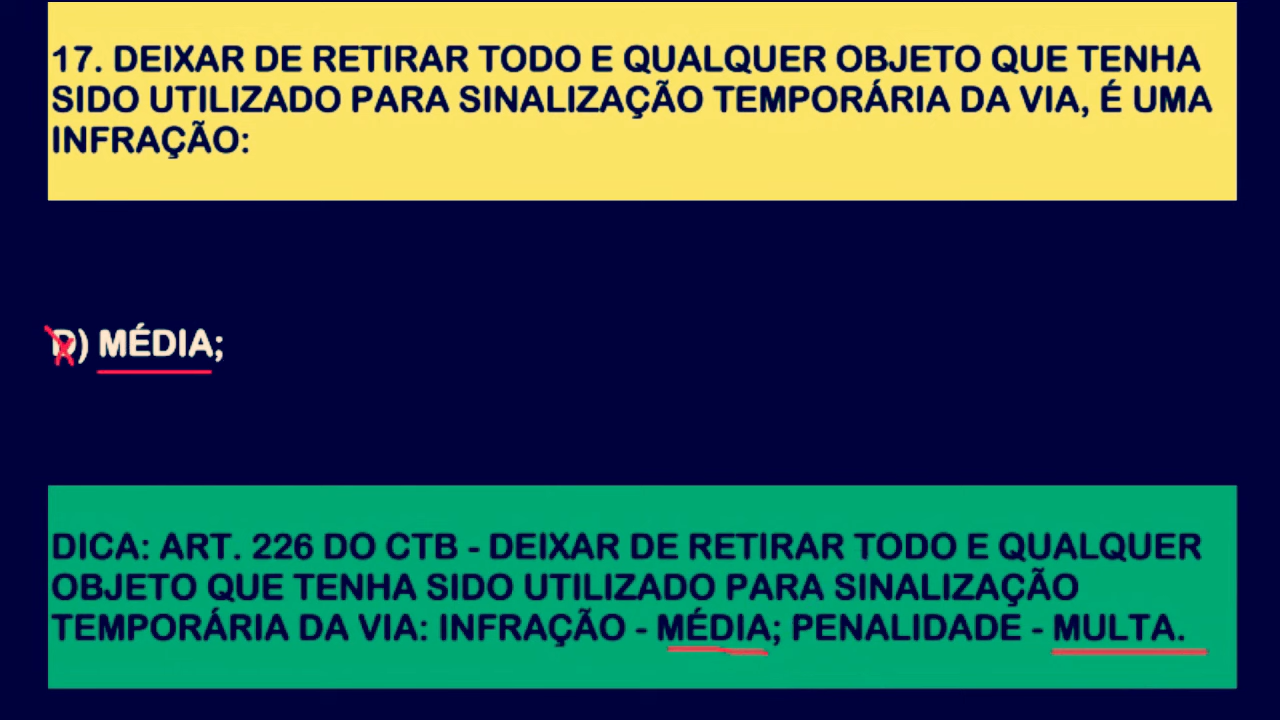 17. DEIXAR DE RETIRAR TODO E QUALQUER OBJETO QUE TENHA
SIDO UTILIZADO PARA SINALIZAÇÃO TEMPORÁRIA DA VIA, É UMA
INFRAÇÃO:
D) MÉDIA;
DICA: ART. 226 DO CTB - DEIXAR DE RETIRAR TODO E QUALQUER
OBJETO QUE TENHA SIDO UTILIZADO PARA SINALIZAÇÃO
TEMPORÁRIA DA VIA: INFRAÇÃO - MÉDIA; PENALIDADE - MULTA.